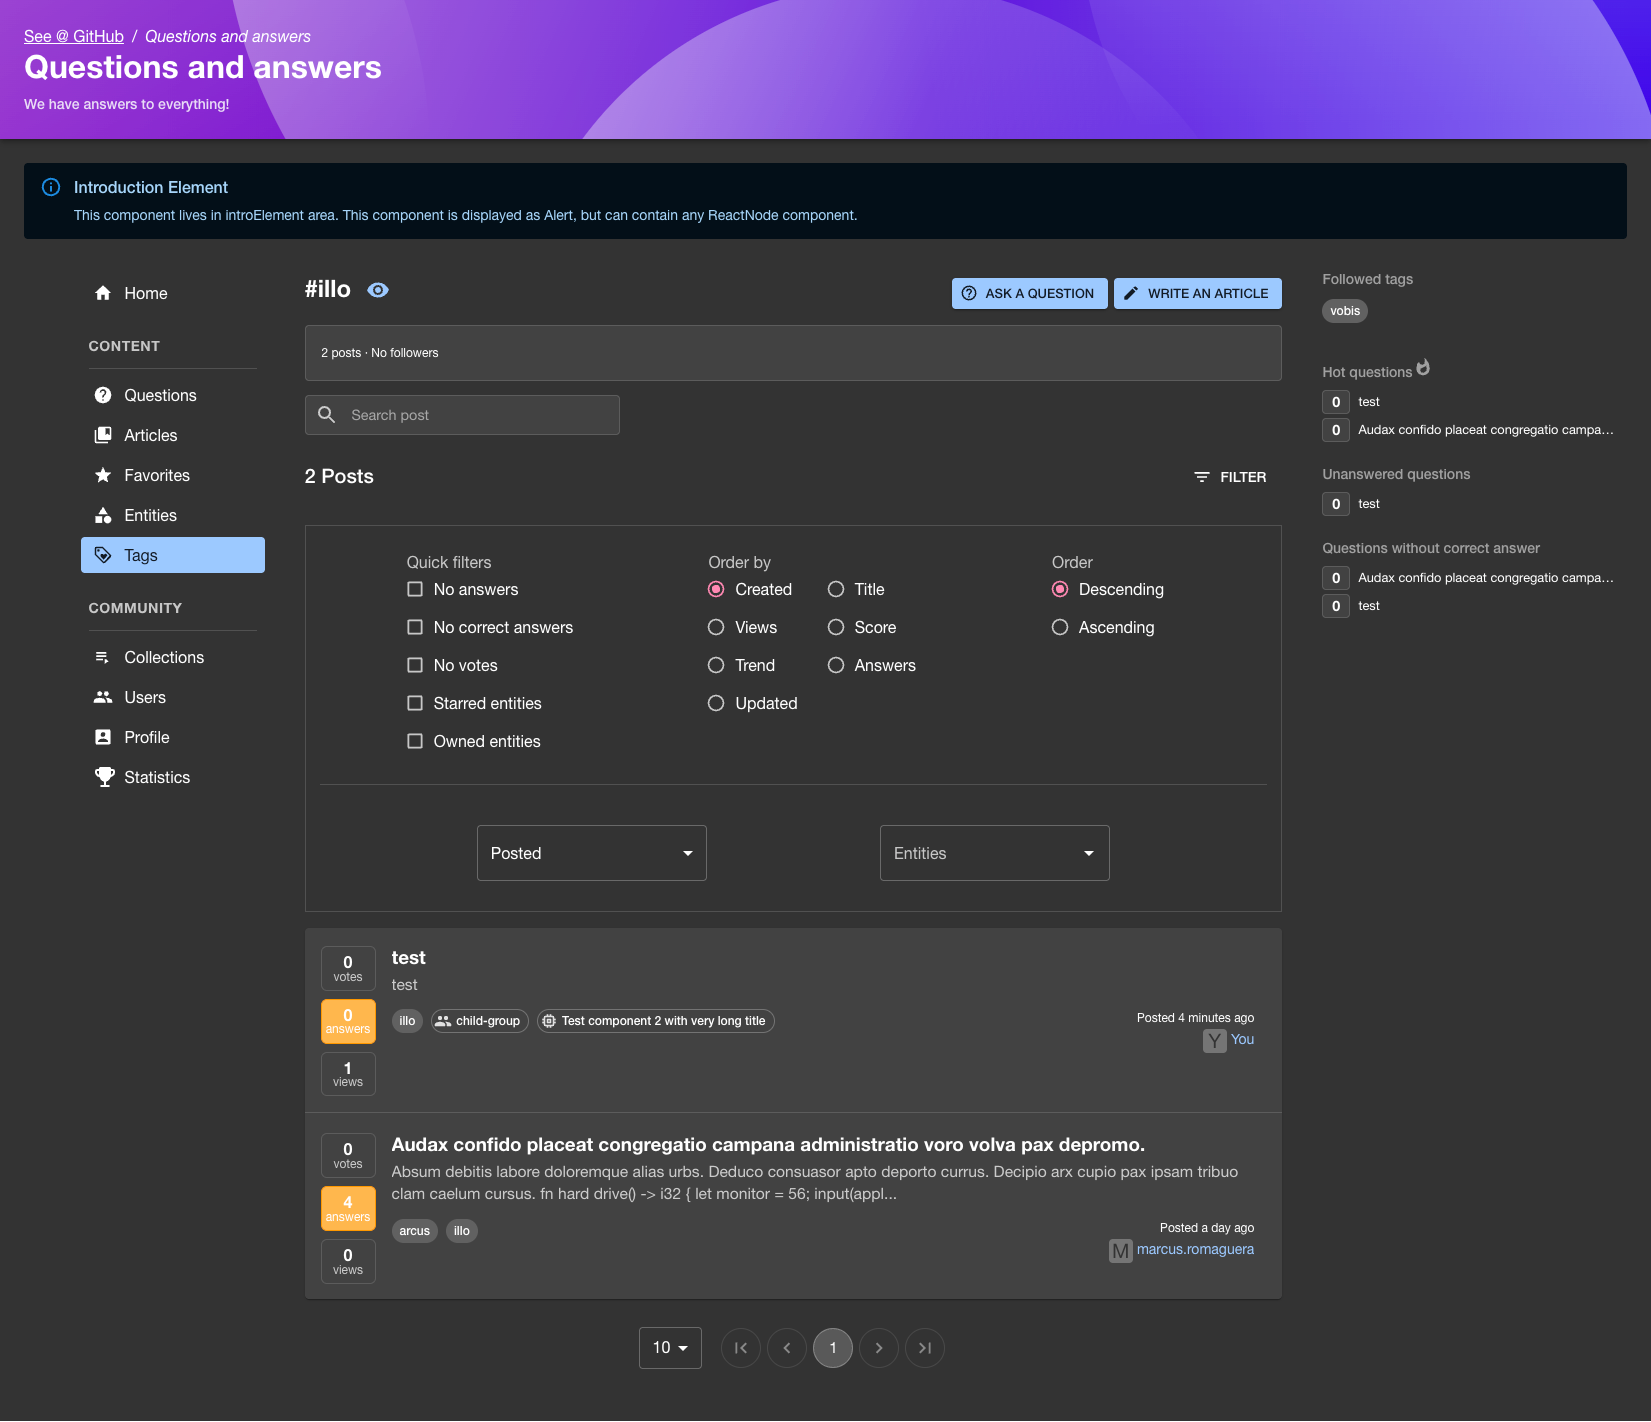 See @ GitHub / Questions and answers
Questions and answers
We have answers to everything!
Introduction Element
This component lives in introElement area. This component is displayed as Alert, but can contain any ReactNode component.
Home
CONTENT
Questions
Articles
Favorites
Entities
Tags
COMMUNITY
Collections
Users
Profile
Statistics
#illo
ASK A QUESTION
WRITE AN ARTICLE
2 posts · No followers
Search post
2 Posts
FILTER
Quick filters
No answers
No correct answers
No votes
Starred entities
Owned entities
Order by
Created
Title
Views
Score
Trend
Answers
Updated
Order
Descending
Ascending
Posted
Entities
0
votes
0
answers
1
views
test
test
illo
child-group
Test component 2 with very long title
Posted 4 minutes ago
Y You
0
votes
4
answers
0
views
Audax confido placeat congregatio campana administratio voro volva pax depromo.
Absum debitis labore doloremque alias urbs. Deduco consuasor apto deporto currus. Decipio arx cupio pax ipsam tribuo
clam caelum cursus. fn hard drive() -> i32 { let monitor = 56; input(appl...
arcus
illo
Posted a day ago
M marcus.romaguera
10
1
Followed tags
vobis
Hot questions
0 test
0 Audax confido placeat congregatio campa...
Unanswered questions
0 test
Questions without correct answer
0 Audax confido placeat congregatio campa...
0 test